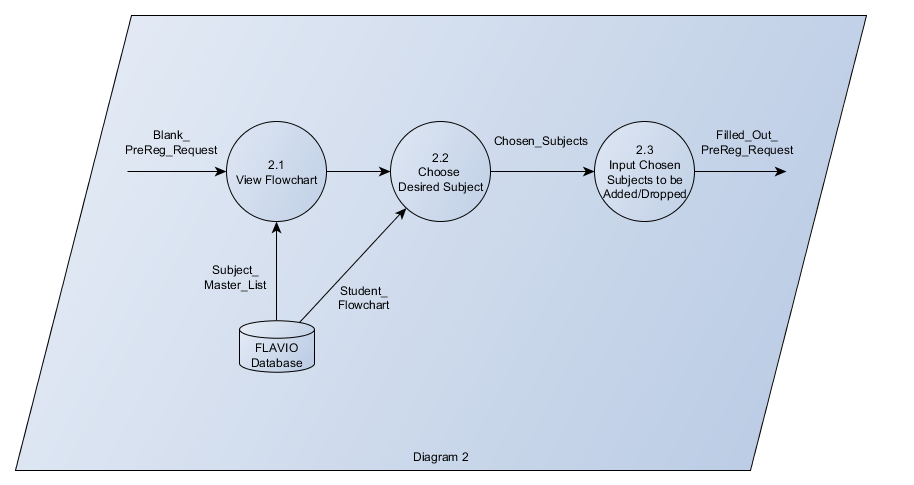 Blank_
PreReg_Request
2.1
View Flowchart
2.2
Choose
Desired Subject
Chosen_Subjects
2.3
Input Chosen
Subjects to be
Added/Dropped
Filled_Out_
PreReg_Request
Subject_
Master_List
Student_
Flowchart
FLAVIO
Database
Diagram 2